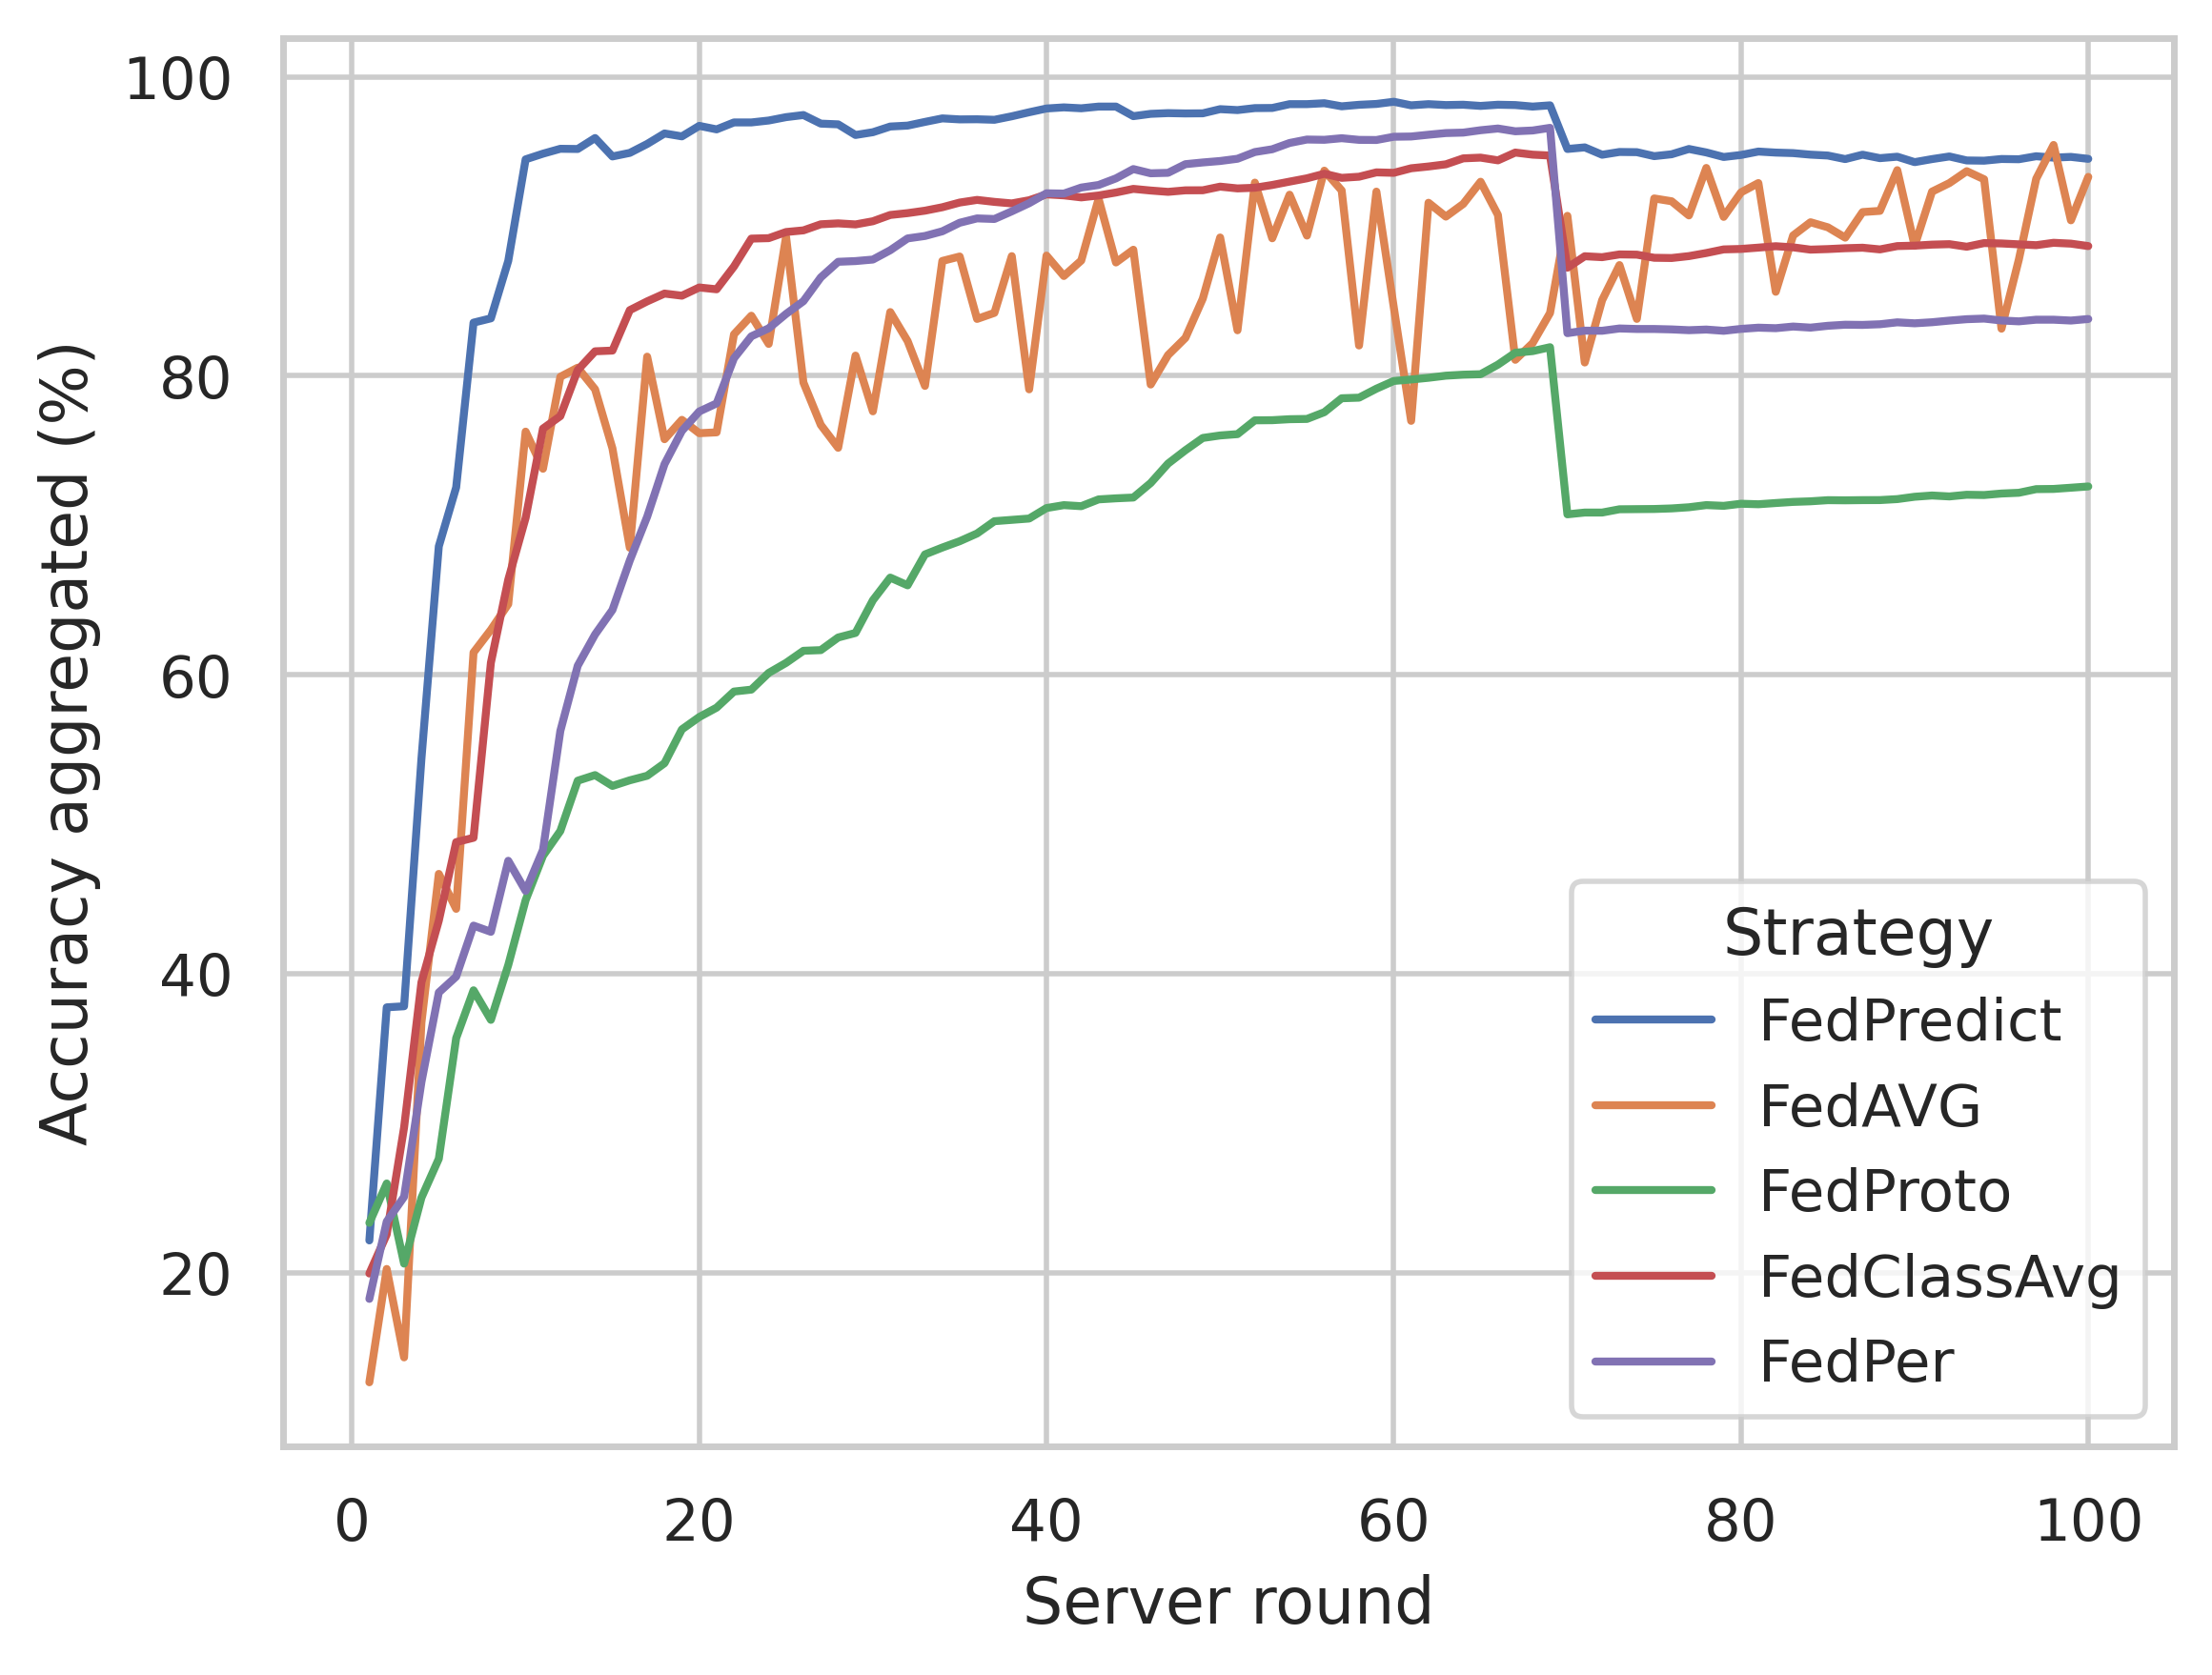 100
80
60
40
20
Accuracy aggregated (%)
Strategy
FedPredict
FedAVG
FedProto
FedClassAvg
FedPer
0 20 40 60 80 100
Server round